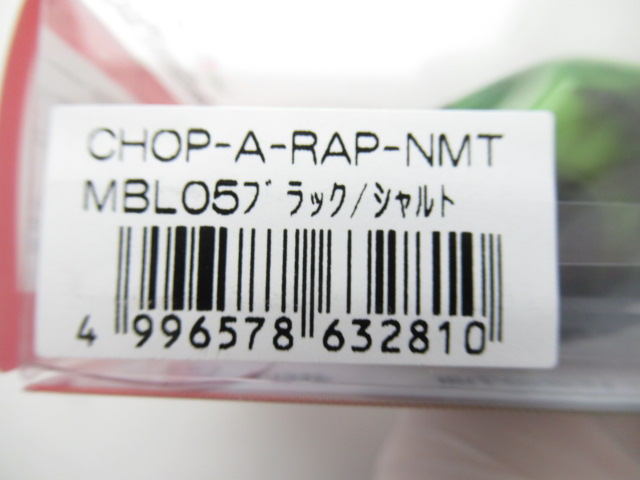 CHOP-A-RAP-NMT
MBL05ﾌﾞﾗｯｸ/ｼｬﾙﾄ
4 996578 632810